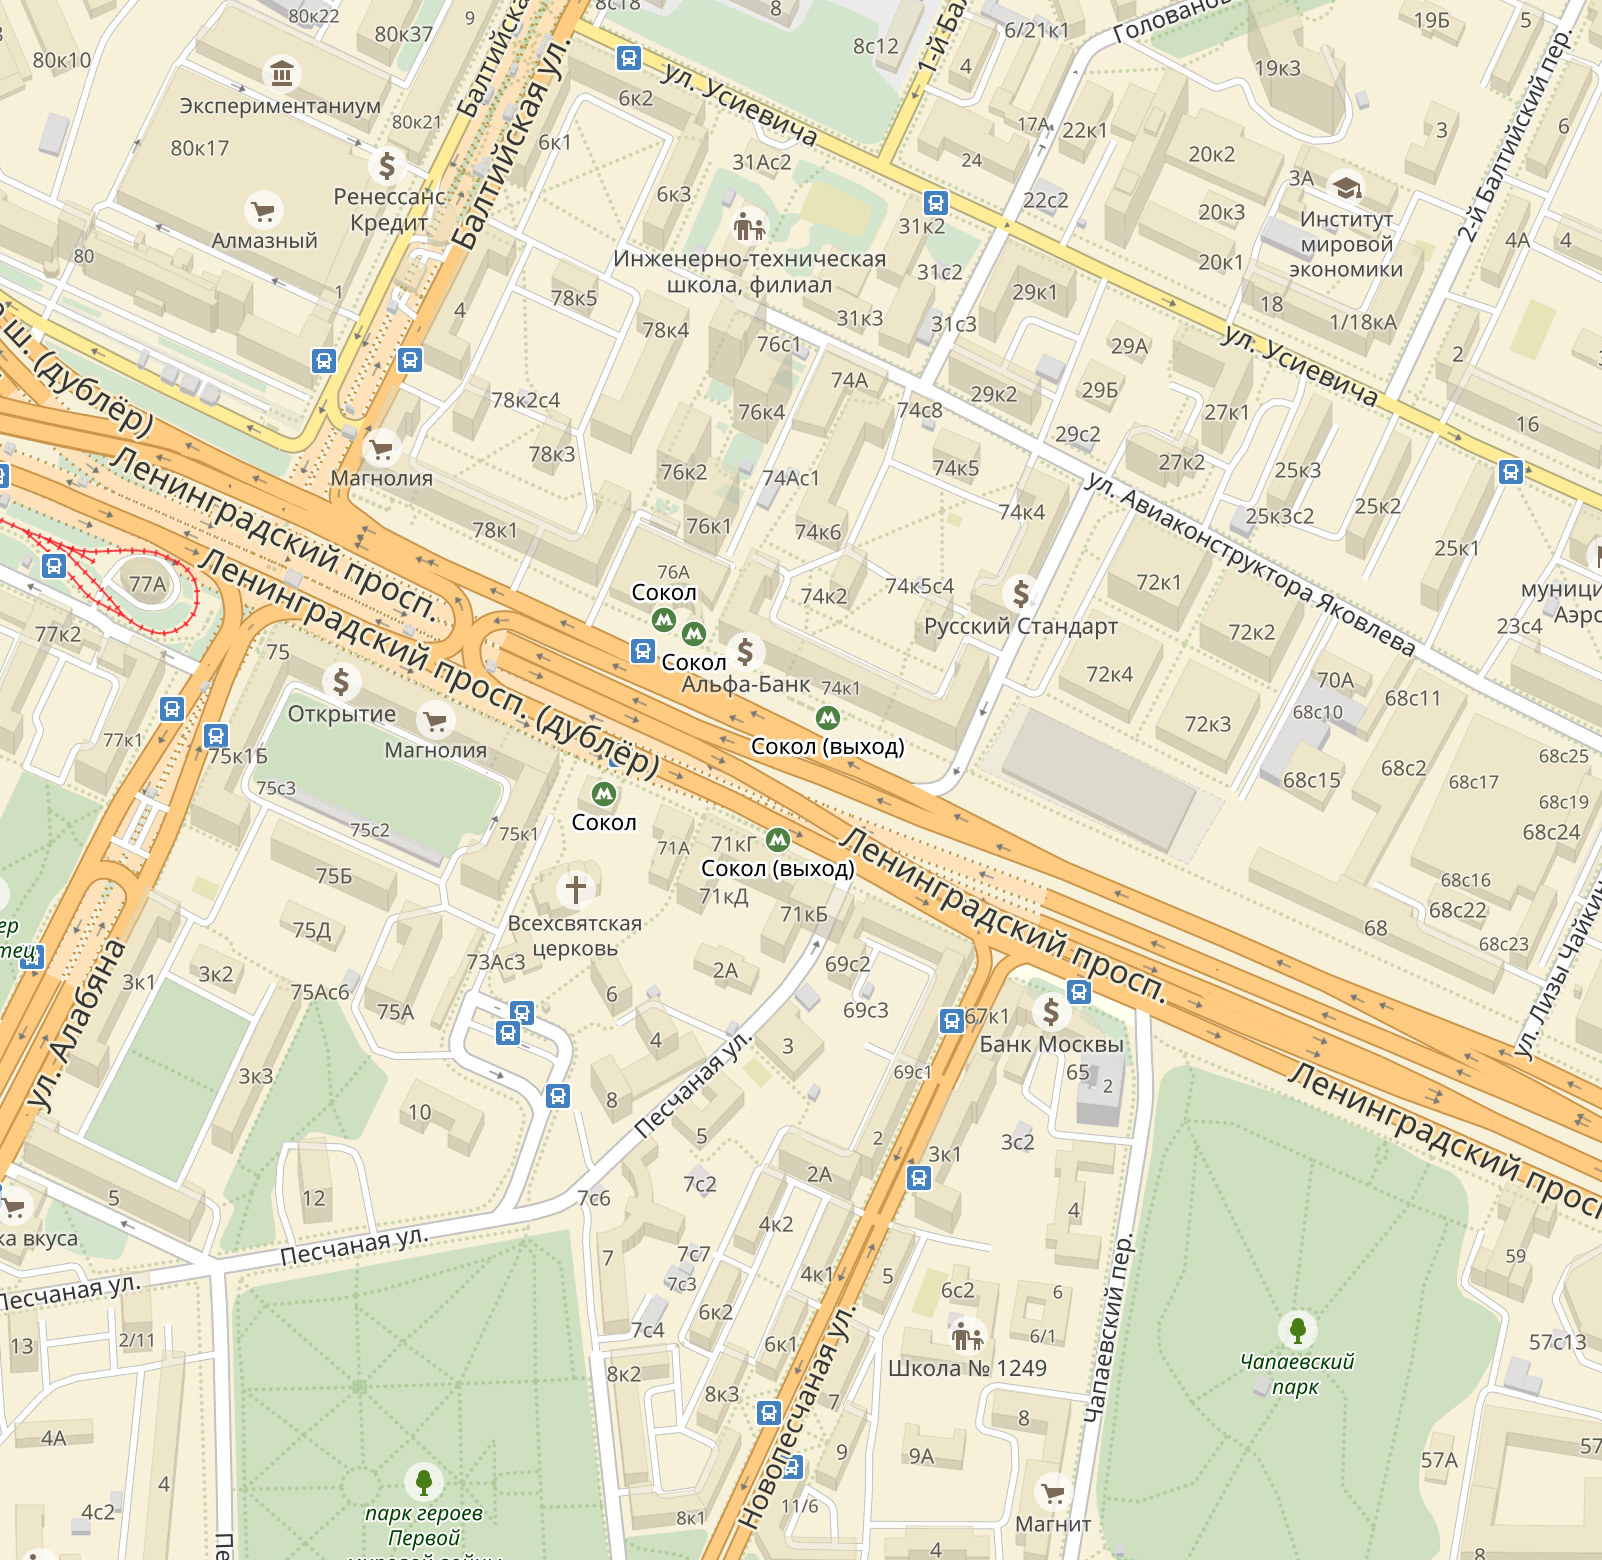 80к22
9
80к37
80к10
Экспериментаниум
80к17
80к21
Ренессанс
Кредит
Алмазный
80
1
Балтийская ул.
8с18
8
8с12
6к2
ул. Усиевича
6к1
31Ас2
6к3
4
6/21к1
19Б
5
19к3
17А
22к1
3
6
24
20к2
22с2
3А
Институт
мировой
экономики
20к3
2-й Балтийский пер.
31к2
4А
4
Инженерно-техническая
школа, филиал
31с2
20к1
29к1
18
1/18кА
4
78к5
78к4
31к3
31с3
76с1
29А
ул. Усиевича
2
ш. (дублёр)
78к2с4
74А
29к2
29Б
76к4
74с8
27к1
29с2
16
78к3
Магнолия
76к2
74Ас1
74к5
27к2
25к3
Ленинградский просп.
78к1
76к1
74к6
74к4
25к3с2
25к2
ул. Авиаконструктора Яковлева
25к1
77А
76А
Сокол
74к2
74к5с4
72к1
Русский Стандарт
72к2
23с4
77к2
75
Ленинградский просп. (дублёр)
Сокол
Альфа-Банк
74к1
72к4
70А
68с11
68с10
Открытие
Магнолия
77к1
75к1Б
Сокол (выход)
72к3
68с25
68с15
68с2
68с17
75с3
Сокол
68с19
75с2
75к1
68с24
71А
71кГ
Сокол (выход)
71кД
71кБ
Ленинградский просп.
75Б
68с16
68с22
68
68с23
Всехсвятская
церковь
75Д
73Ас3
3к1
3к2
75Ас6
75А
6
2А
69с2
69с3
67к1
Банк Москвы
ул. Лизы Чайкин
ул. Алабяна
3к3
4
3
65
2
Ленинградский просп.
10
8
Песчаная ул.
69с1
5
2
3с2
3к1
5
12
7с6
7с2
2А
4
ка вкуса
4к2
Песчаная ул.
7
7с7
7с3
4к1
5
6с2
6
59
Песчаная ул.
13
2/11
7с4
6к2
6к1
6/1
Школа № 1249
Чапаевский
парк
57с13
8к2
8к3
7
8
Чапаевский пер.
4А
4
9
9А
57А
57
4с2
парк героев
Первой
8к1
11/6
Новопесчаная ул.
Магнит
4
8